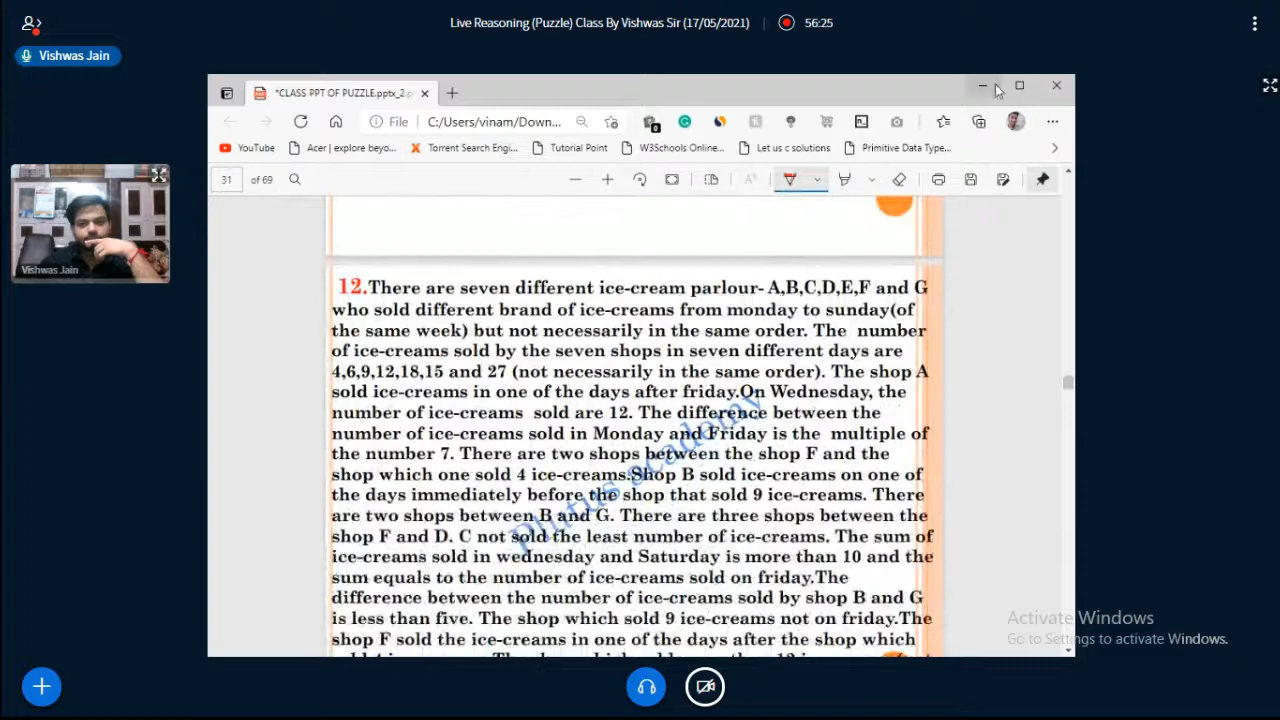 Live Reasoning (Puzzle) Class By Vishwas Sir (17/05/2021)
56:25
Vishwas Jain
*CLASS PPT OF PUZZLE.pptx_2.p
File
C:/Users/vinam/Down...
YouTube
Acer | explore beyo...
Torrent Search Engi...
Tutorial Point
W3Schools Online...
Let us c solutions
Primitive Data Type...
31
of 69
Vishwas Jain
12.There are seven different ice-cream parlour- A,B,C,D,E,F and G
who sold different brand of ice-creams from monday to sunday(of
the same week) but not necessarily in the same order. The number
of ice-creams sold by the seven shops in seven different days are
4,6,9,12,18,15 and 27 (not necessarily in the same order). The shop A
sold ice-creams in one of the days after friday.On Wednesday, the
number of ice-creams sold are 12. The difference between the
number of ice-creams sold in Monday and Friday is the multiple of
the number 7. There are two shops between the shop F and the
shop which one sold 4 ice-creams.Shop B sold ice-creams on one of
the days immediately before the shop that sold 9 ice-creams. There
are two shops between B and G. There are three shops between the
shop F and D. C not sold the least number of ice-creams. The sum of
ice-creams sold in wednesday and Saturday is more than 10 and the
sum equals to the number of ice-creams sold on friday.The
difference between the number of ice-creams sold by shop B and G
is less than five. The shop which sold 9 ice-creams not on friday.The
shop F sold the ice-creams in one of the days after the shop which
Plutus academy
Activate Windows
Go to Settings to activate Windows.